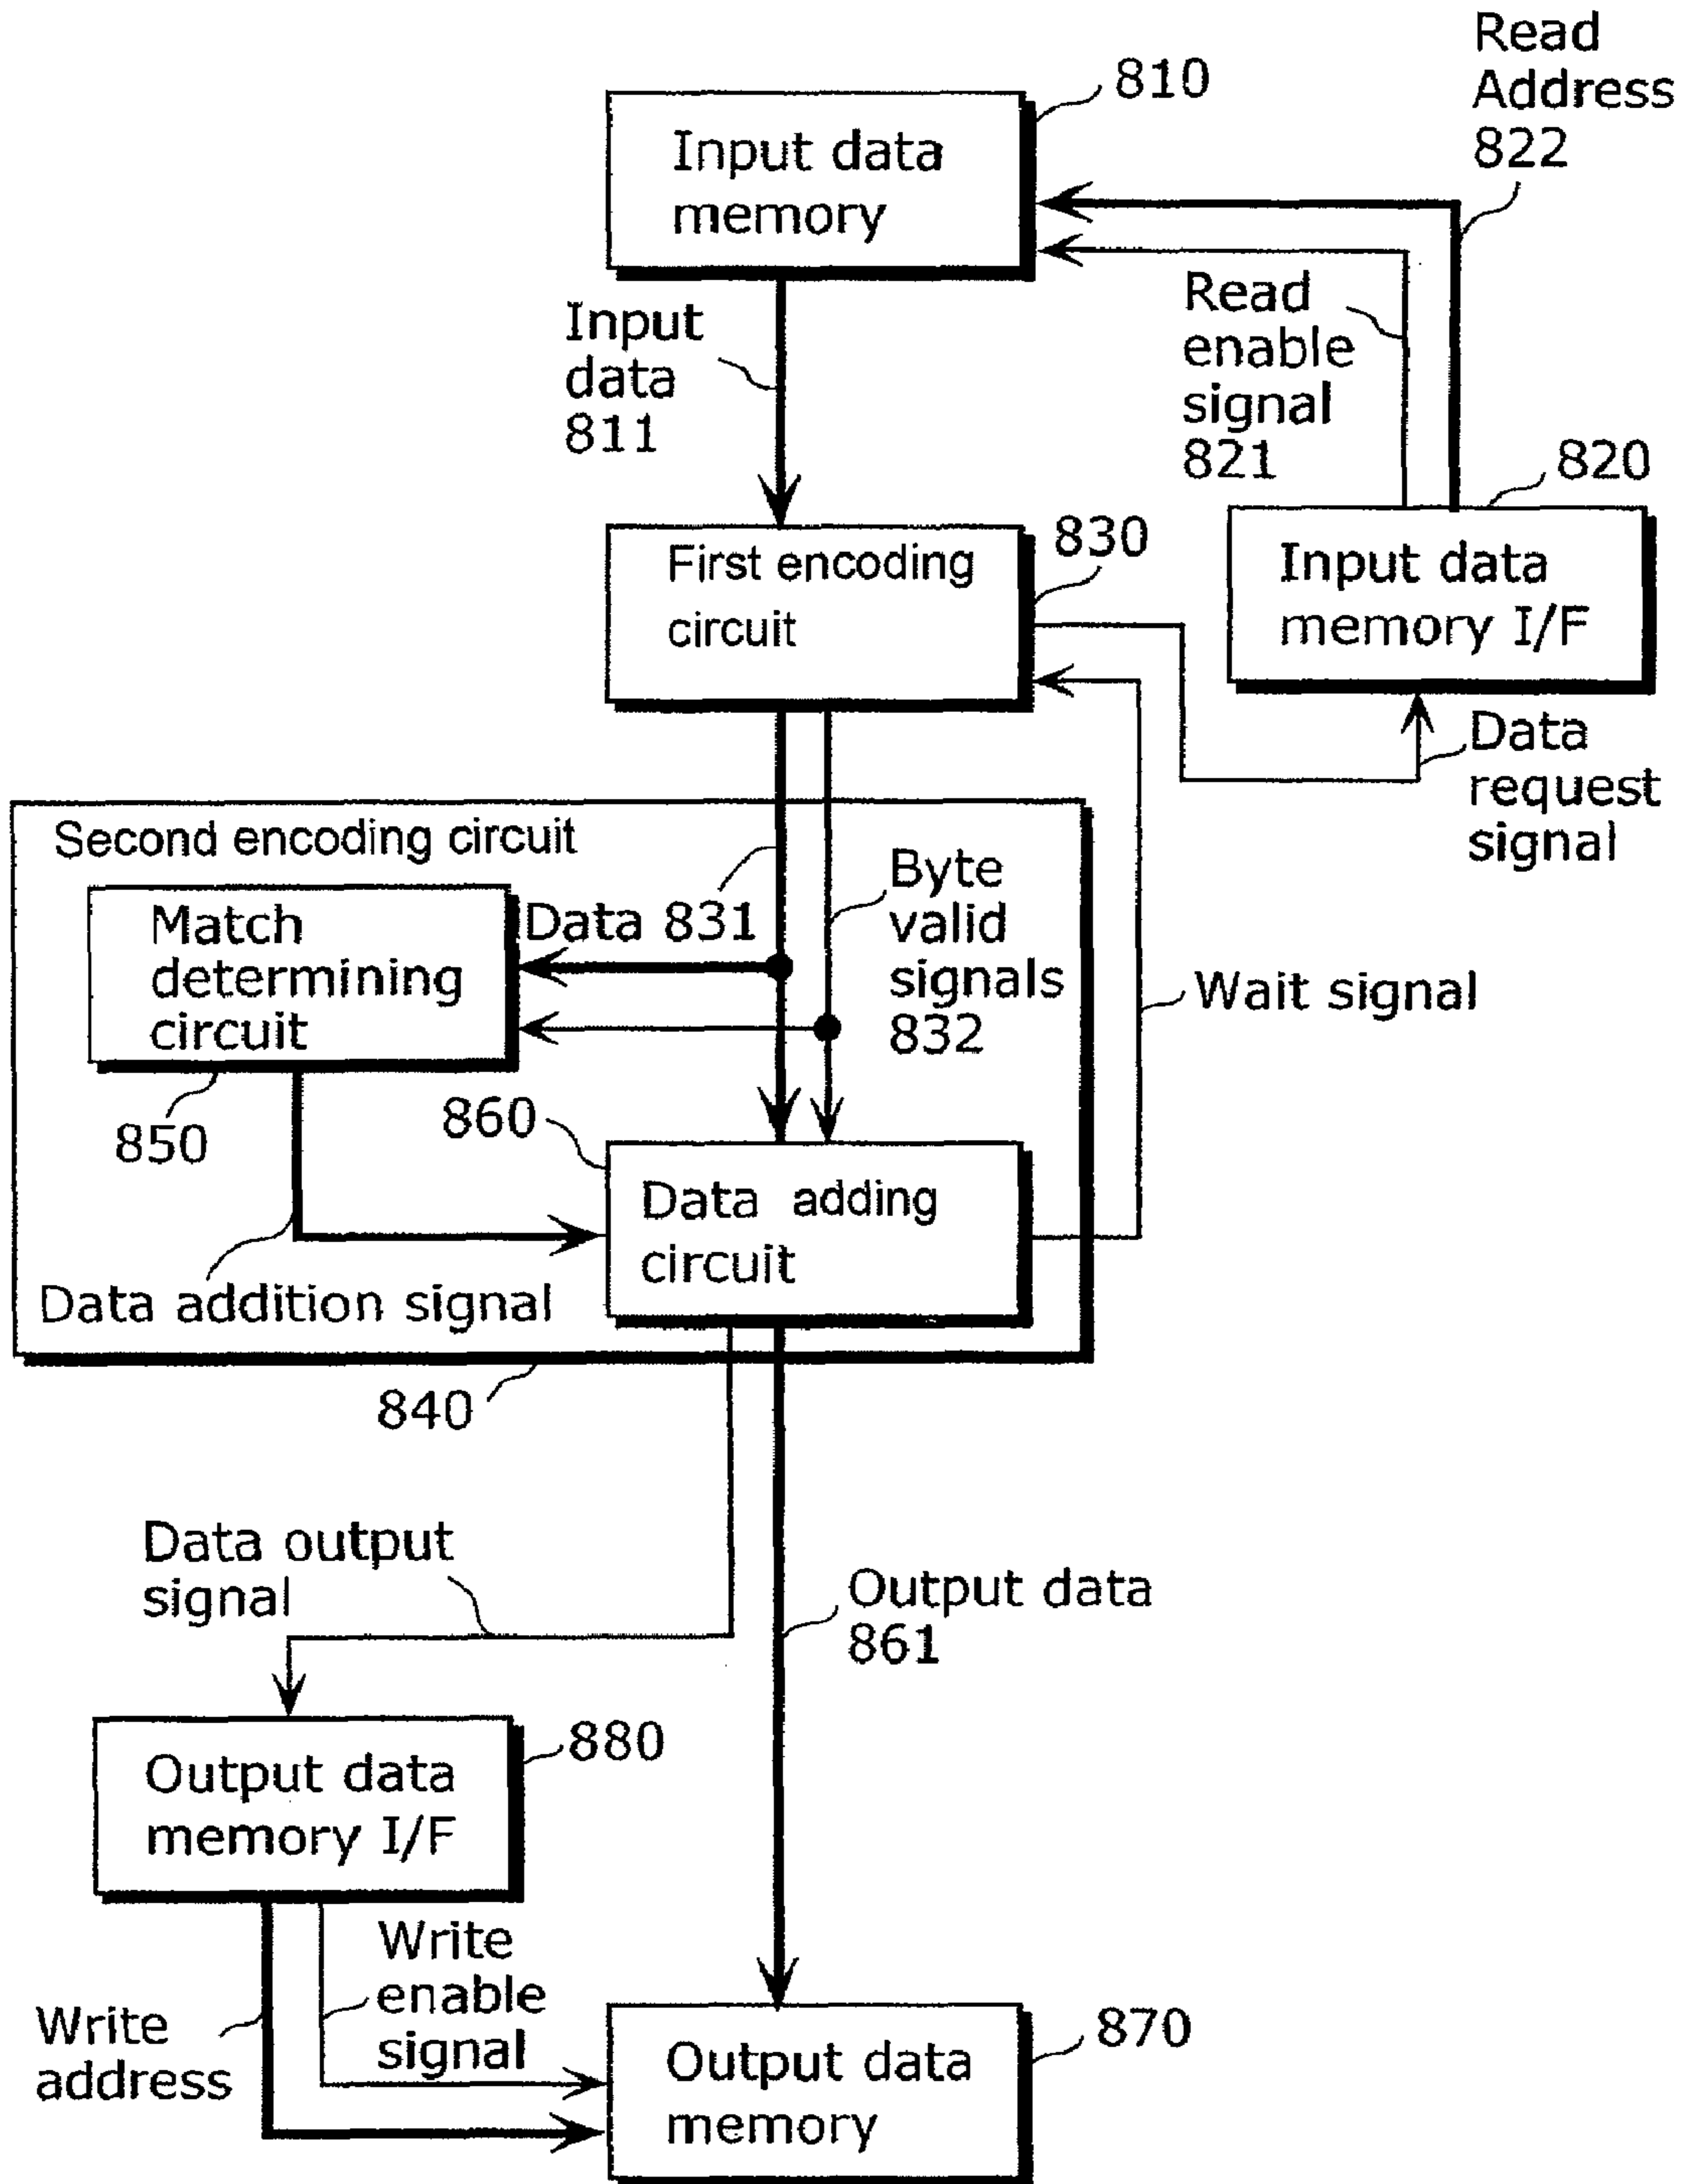 Read
Address
822
810
Input data
memory
Input
data
811
Read
enable
signal
821
820
Input data
memory I/F
830
First encoding
circuit
Data
request
signal
Second encoding circuit
Match
determining
circuit
Data 831
Byte
valid
signals
832
Wait signal
850
860
Data adding
circuit
Data addition signal
840
Data output
signal
Output data
861
880
Output data
memory I/F
Write
enable
signal
Write
address
870
Output data
memory